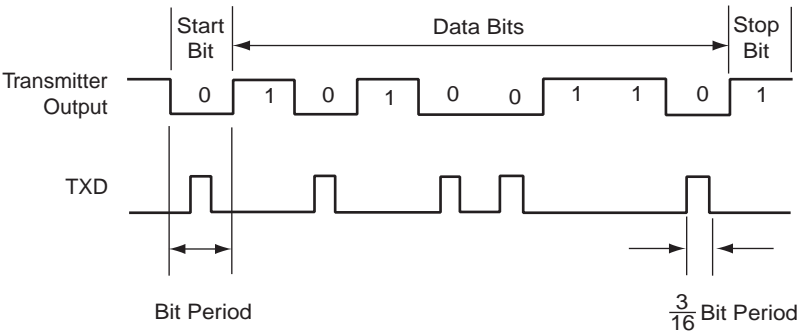 Start
Bit
Data Bits
Stop
Bit
Transmitter
Output
0 1 0 1 0 0 1 1 0 1
TXD
Bit Period
3
16 Bit Period